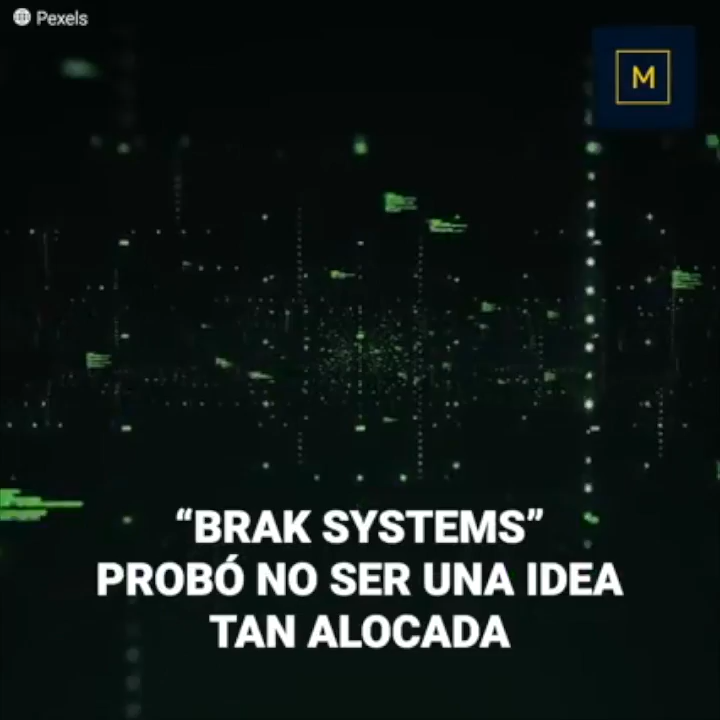 Pexels
M
“BRAK SYSTEMS”
PROBÓ NO SER UNA IDEA
TAN ALOCADA